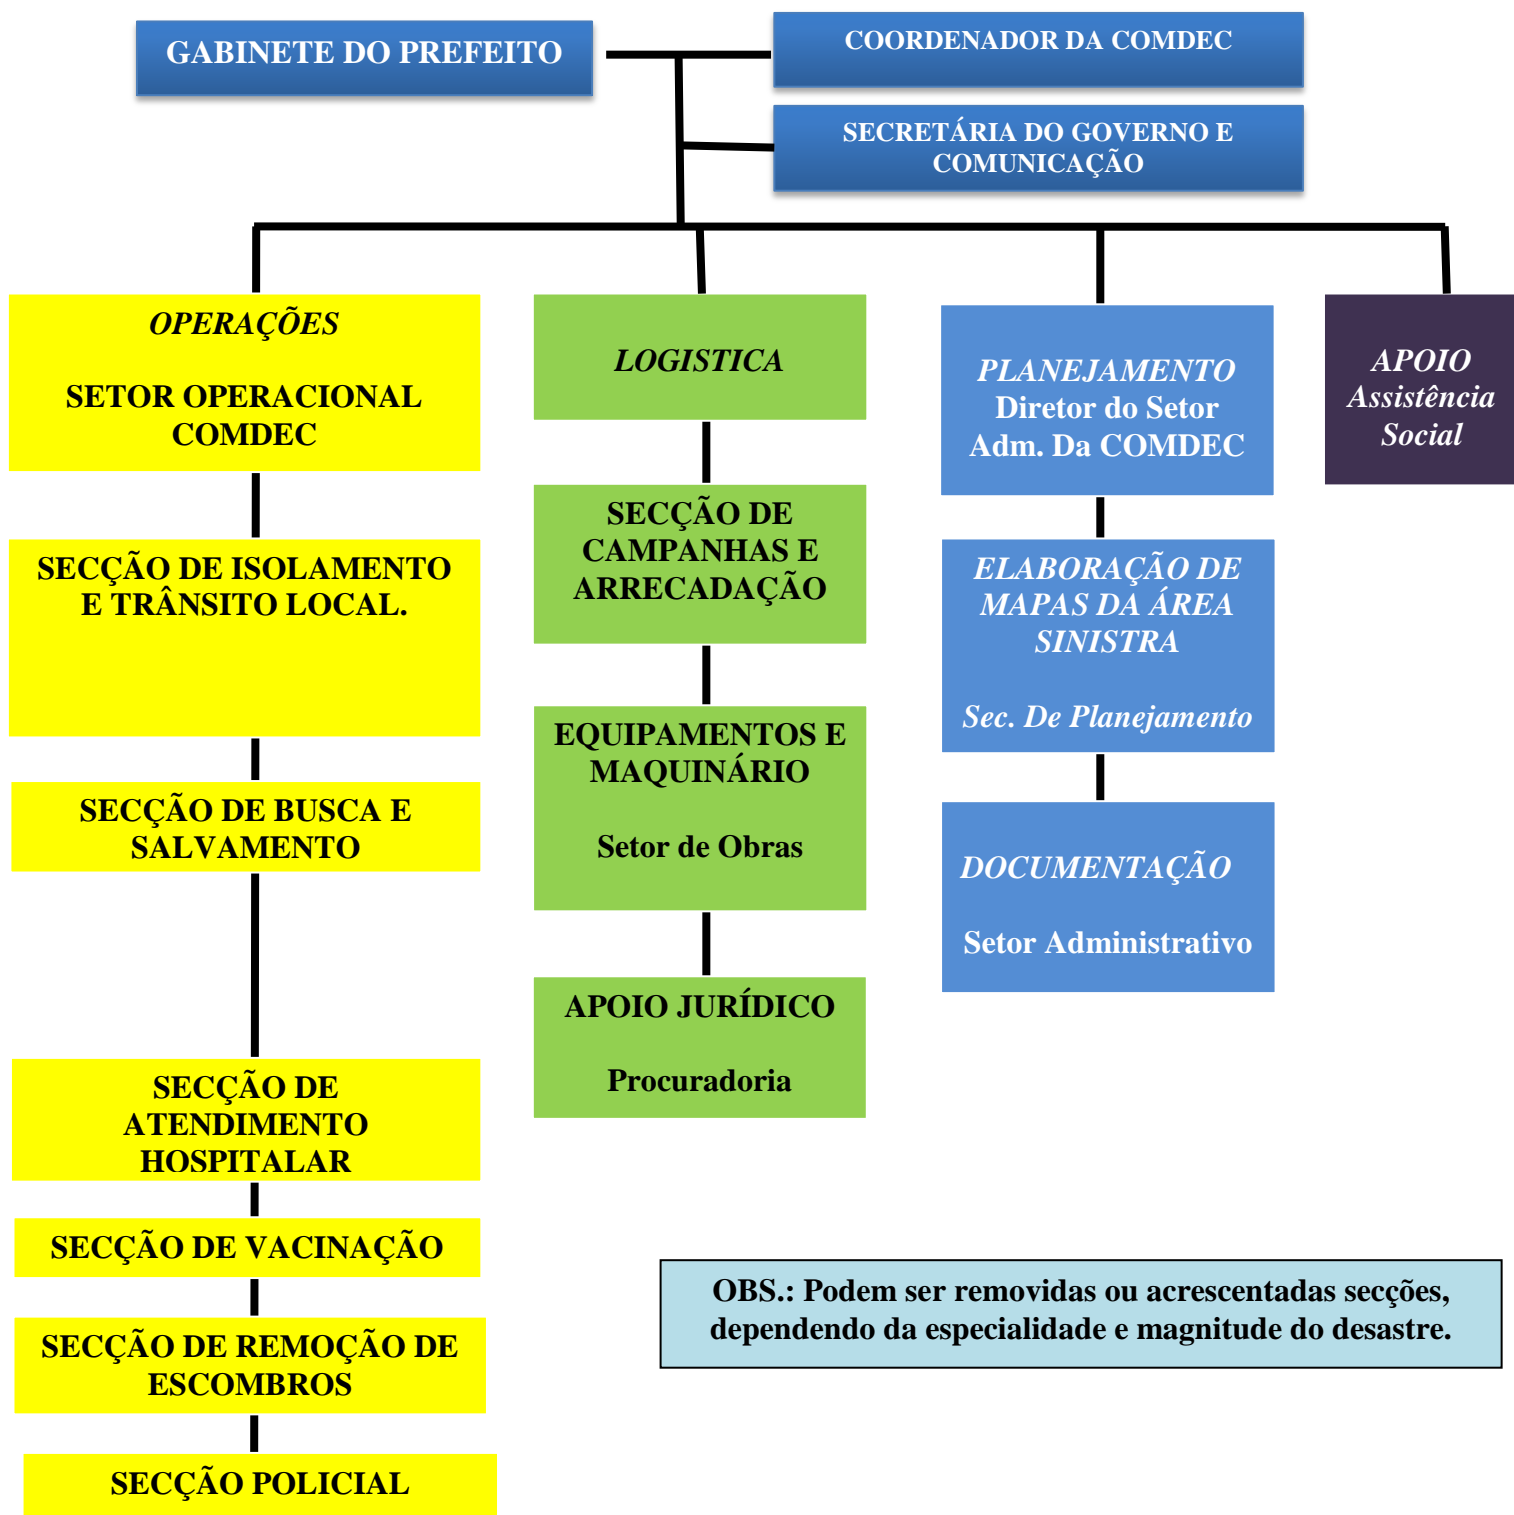 GABINETE DO PREFEITO
COORDENADOR DA COMDEC
SECRETÁRIA DO GOVERNO E
COMUNICAÇÃO
OPERAÇÕES
SETOR OPERACIONAL
COMDEC
SECÇÃO DE ISOLAMENTO
E TRÂNSITO LOCAL.
SECÇÃO DE BUSCA E
SALVAMENTO
SECÇÃO DE
ATENDIMENTO
HOSPITALAR
SECÇÃO DE VACINAÇÃO
SECÇÃO DE REMOÇÃO DE
ESCOMBROS
SECÇÃO POLICIAL
LOGISTICA
SECÇÃO DE
CAMPANHAS E
ARRECADAÇÃO
EQUIPAMENTOS E
MAQUINÁRIO
Setor de Obras
APOIO JURÍDICO
Procuradoria
PLANEJAMENTO
Diretor do Setor
Adm. Da COMDEC
ELABORAÇÃO DE
MAPAS DA ÁREA
SINISTRA
Sec. De Planejamento
DOCUMENTAÇÃO
Setor Administrativo
APOIO
Assistência
Social
OBS.: Podem ser removidas ou acrescentadas secções,
dependendo da especialidade e magnitude do desastre.